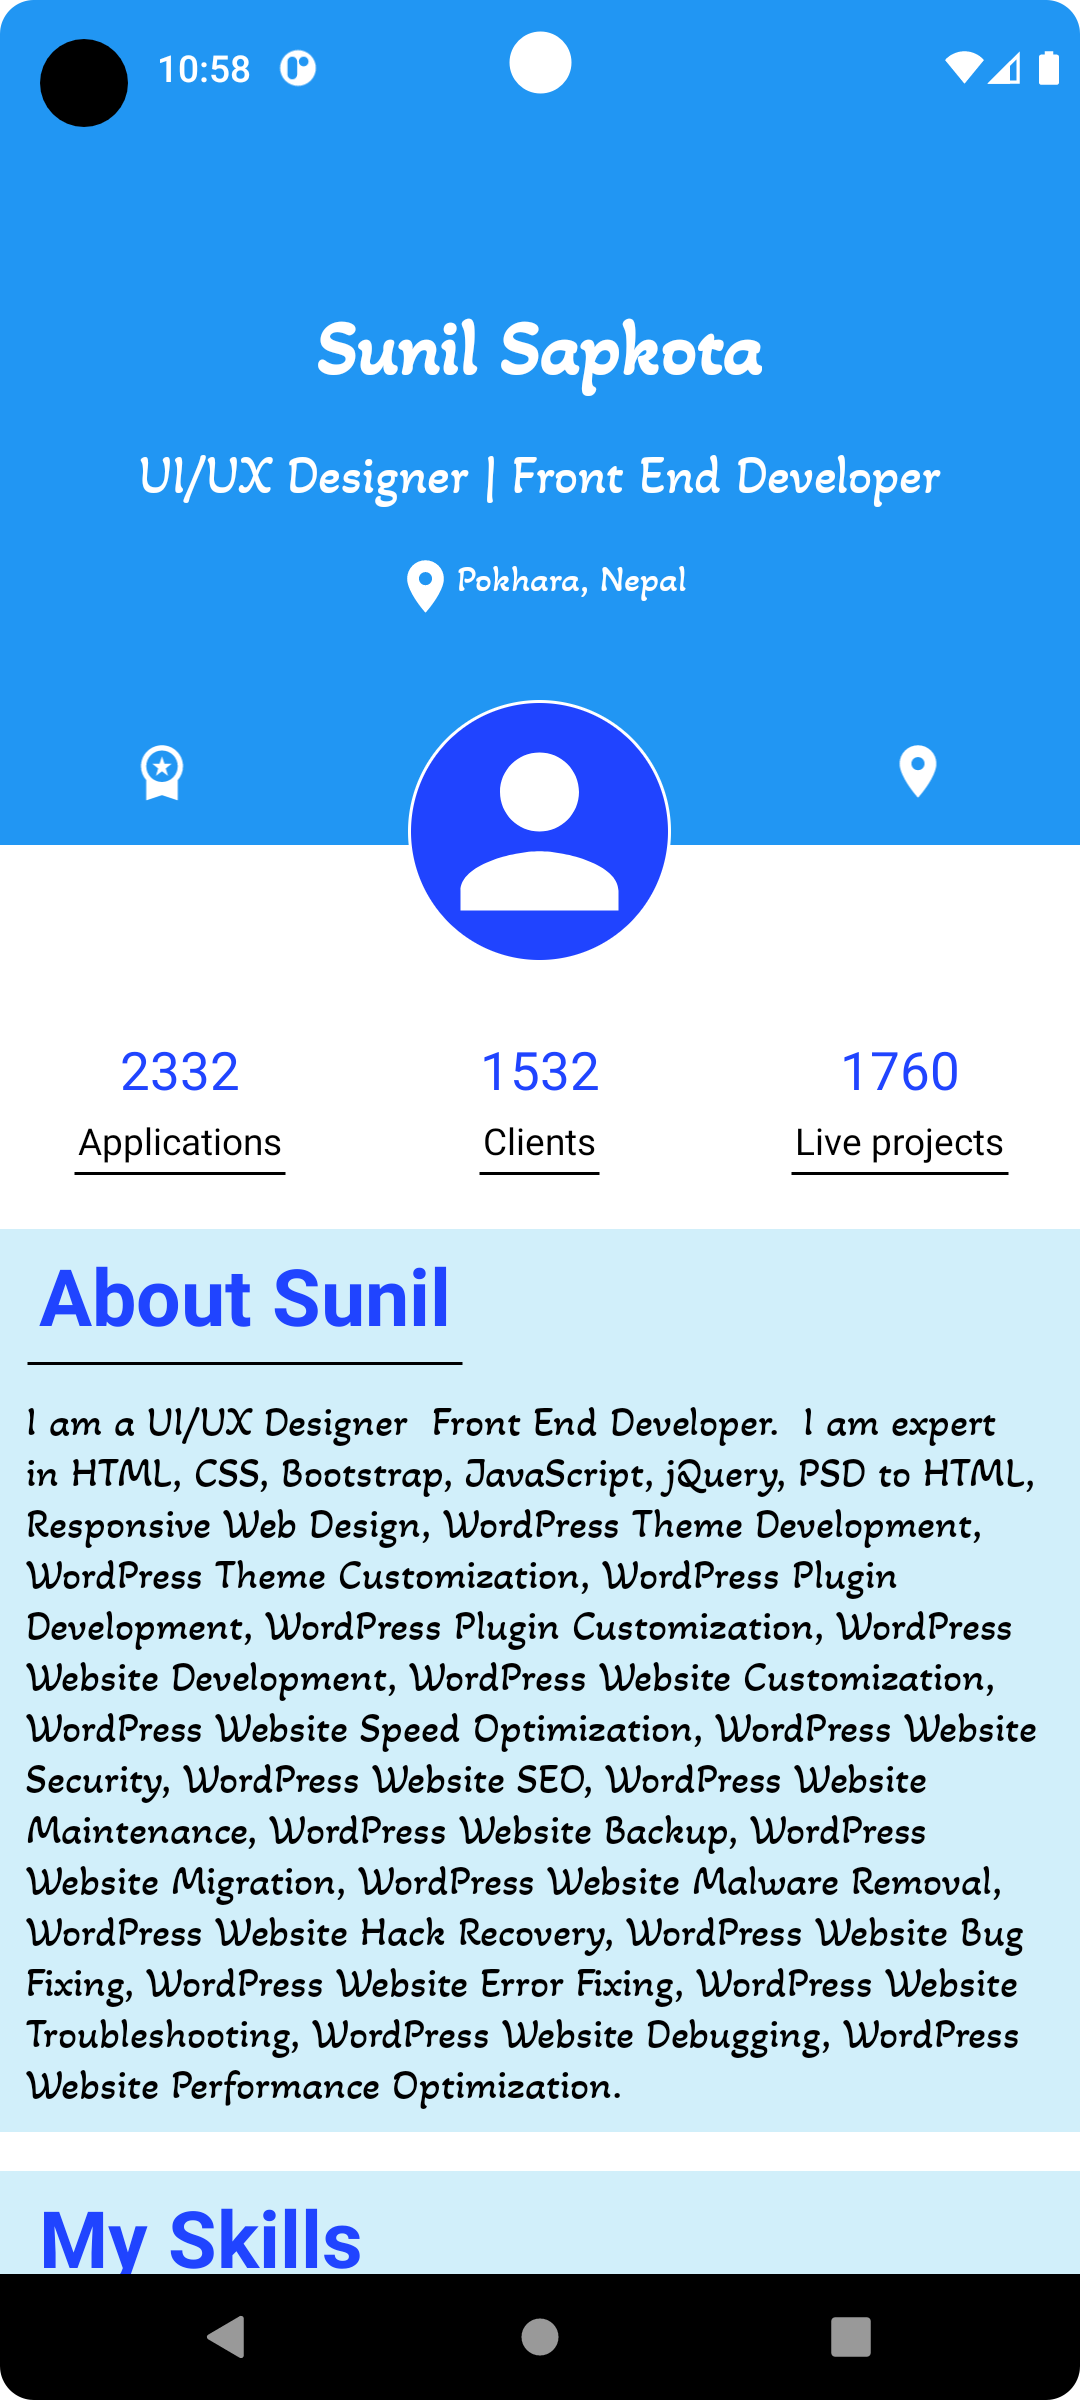 10:58
Sunil Sapkota
UI/UX Designer | Front End Developer
Pokhara, Nepal
2332
1532
1760
Applications
Clients
Live projects
About Sunil
I am a UI/UX Designer  Front End Developer.  I am expert
in HTML, CSS, Bootstrap, JavaScript, jQuery, PSD to HTML,
Responsive Web Design, WordPress Theme Development,
WordPress Theme Customization, WordPress Plugin
Development, WordPress Plugin Customization, WordPress
Website Development, WordPress Website Customization,
WordPress Website Speed Optimization, WordPress Website
Security, WordPress Website SEO, WordPress Website
Maintenance, WordPress Website Backup, WordPress
Website Migration, WordPress Website Malware Removal,
WordPress Website Hack Recovery, WordPress Website Bug
Fixing, WordPress Website Error Fixing, WordPress Website
Troubleshooting, WordPress Website Debugging, WordPress
Website Performance Optimization.
My Skills